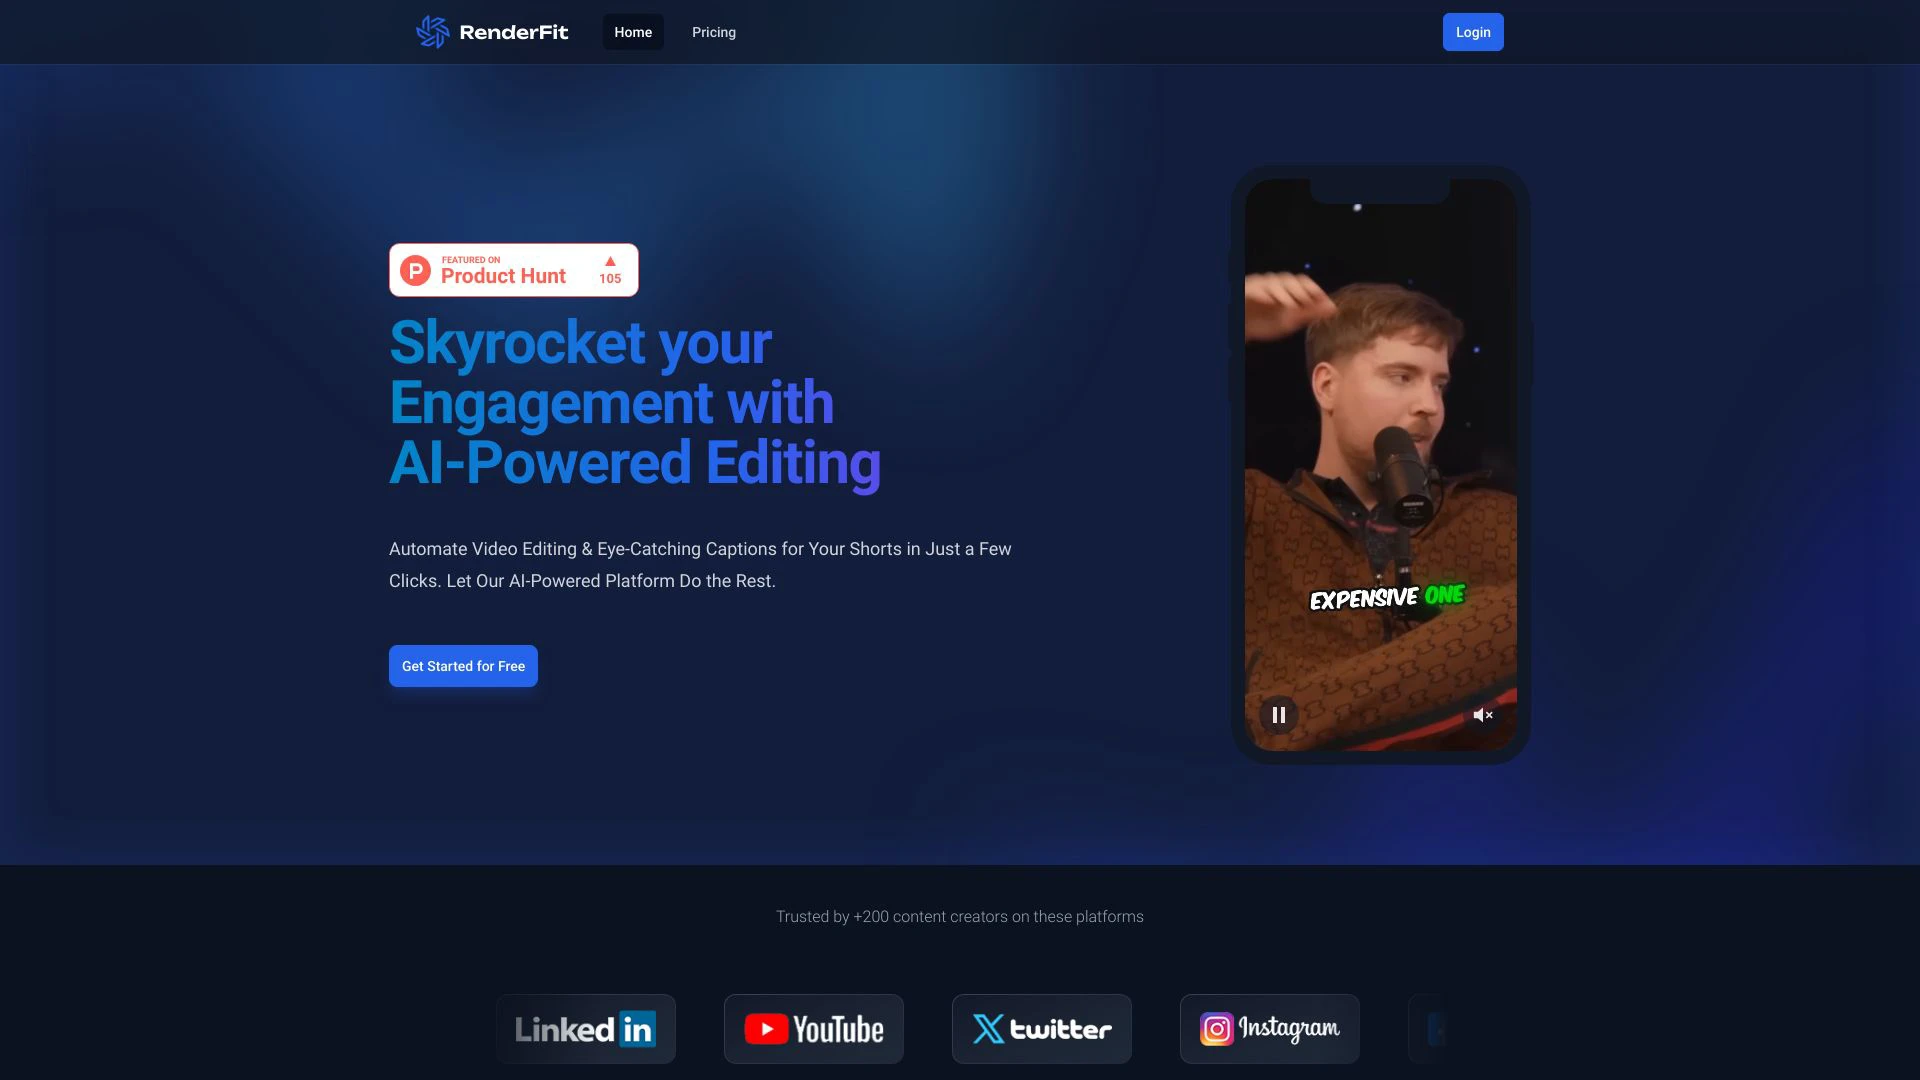 RenderFit
Home
Pricing
Login
FEATURED ON
Product Hunt
105
Skyrocket your
Engagement with
AI-Powered Editing
Automate Video Editing & Eye-Catching Captions for Your Shorts in Just a Few
Clicks. Let Our AI-Powered Platform Do the Rest.
Get Started for Free
EXPENSIVE ONE
Trusted by +200 content creators on these platforms
Linked in
YouTube
twitter
Instagram